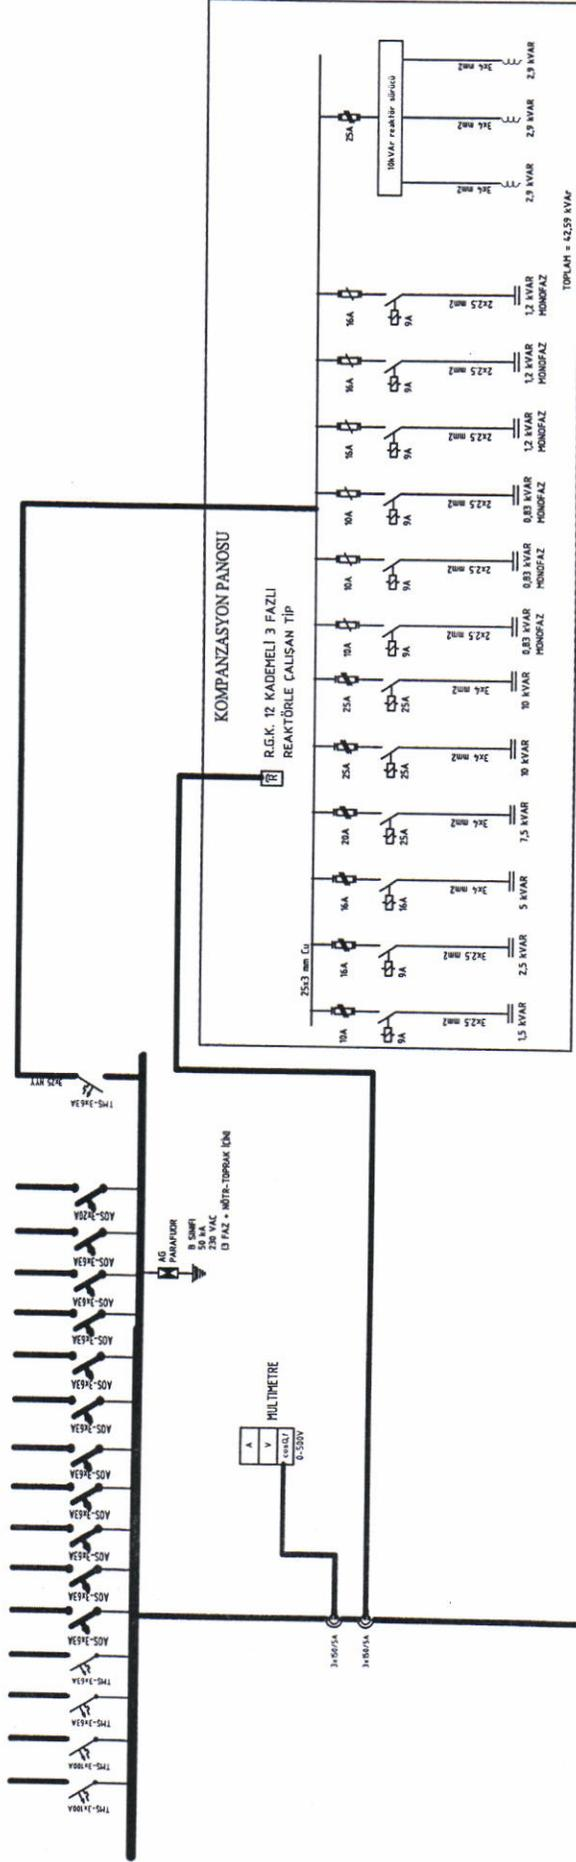 TMS-3x100A
TMS-3x100A
TMS-3x63A
TMS-3x63A
AOS-3x63A
AOS-3x63A
AOS-3x63A
AOS-3x63A
AOS-3x63A
AOS-3x63A
AOS-3x63A
AOS-3x63A
AOS-3x63A
AOS-3x63A
AOS-3x20A
TMS-3x63A
3x25 NYY
AG
PARAFUDR
B SINIFI
50 kA
230 VAC
(3 FAZ + NÖTR-TOPRAK İÇİN)
MULTIMETRE
A
V
cosQ,f
0-500V
3x150/5A
3x150/5A
KOMPANZASYON PANOSU
R
R.G.K. 12 KADEMELİ 3 FAZLI
REAKTÖRLE ÇALIŞAN TİP
25x3 mm Cu
10A
16A
16A
20A
25A
25A
10A
10A
10A
16A
16A
16A
25A
9A
9A
16A
25A
25A
25A
9A
9A
9A
9A
9A
9A
10kVAr reaktör sürücü
3x2.5 mm2
3x2.5 mm2
3x4 mm2
3x4 mm2
3x4 mm2
3x4 mm2
2x2.5 mm2
2x2.5 mm2
2x2.5 mm2
2x2.5 mm2
2x2.5 mm2
2x2.5 mm2
3x4 mm2
3x4 mm2
3x4 mm2
1,5 kVAR
2,5 kVAR
5 kVAR
7,5 kVAR
10 kVAR
10 kVAR
0,83 kVAR
MONOFAZ
0,83 kVAR
MONOFAZ
0,83 kVAR
MONOFAZ
1,2 kVAR
MONOFAZ
1,2 kVAR
MONOFAZ
1,2 kVAR
MONOFAZ
2,9 kVAR
2,9 kVAR
2,9 kVAR
TOPLAM = 42,59 kVAr